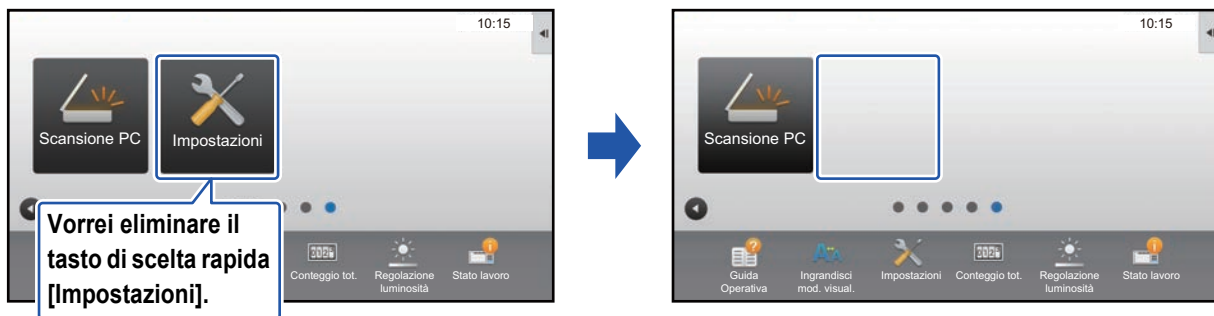 10:15
Scansione PC
Impostazioni
Vorrei eliminare il
tasto di scelta rapida
[Impostazioni].
Conteggio tot.
Regolazione
luminosità
Stato lavoro
10:15
Scansione PC
Guida
Operativa
Ingrandisci
mod. visual.
Impostazioni
Conteggio tot.
Regolazione
luminosità
Stato lavoro